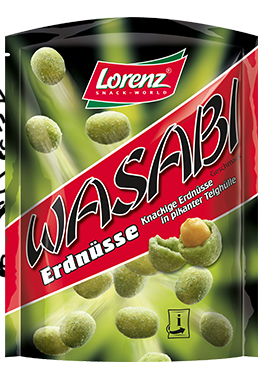 Lorenz®
SNACK-WORLD
WASABI
Erdnüsse
Knackige Erdnüsse
in pikanter Teighülle